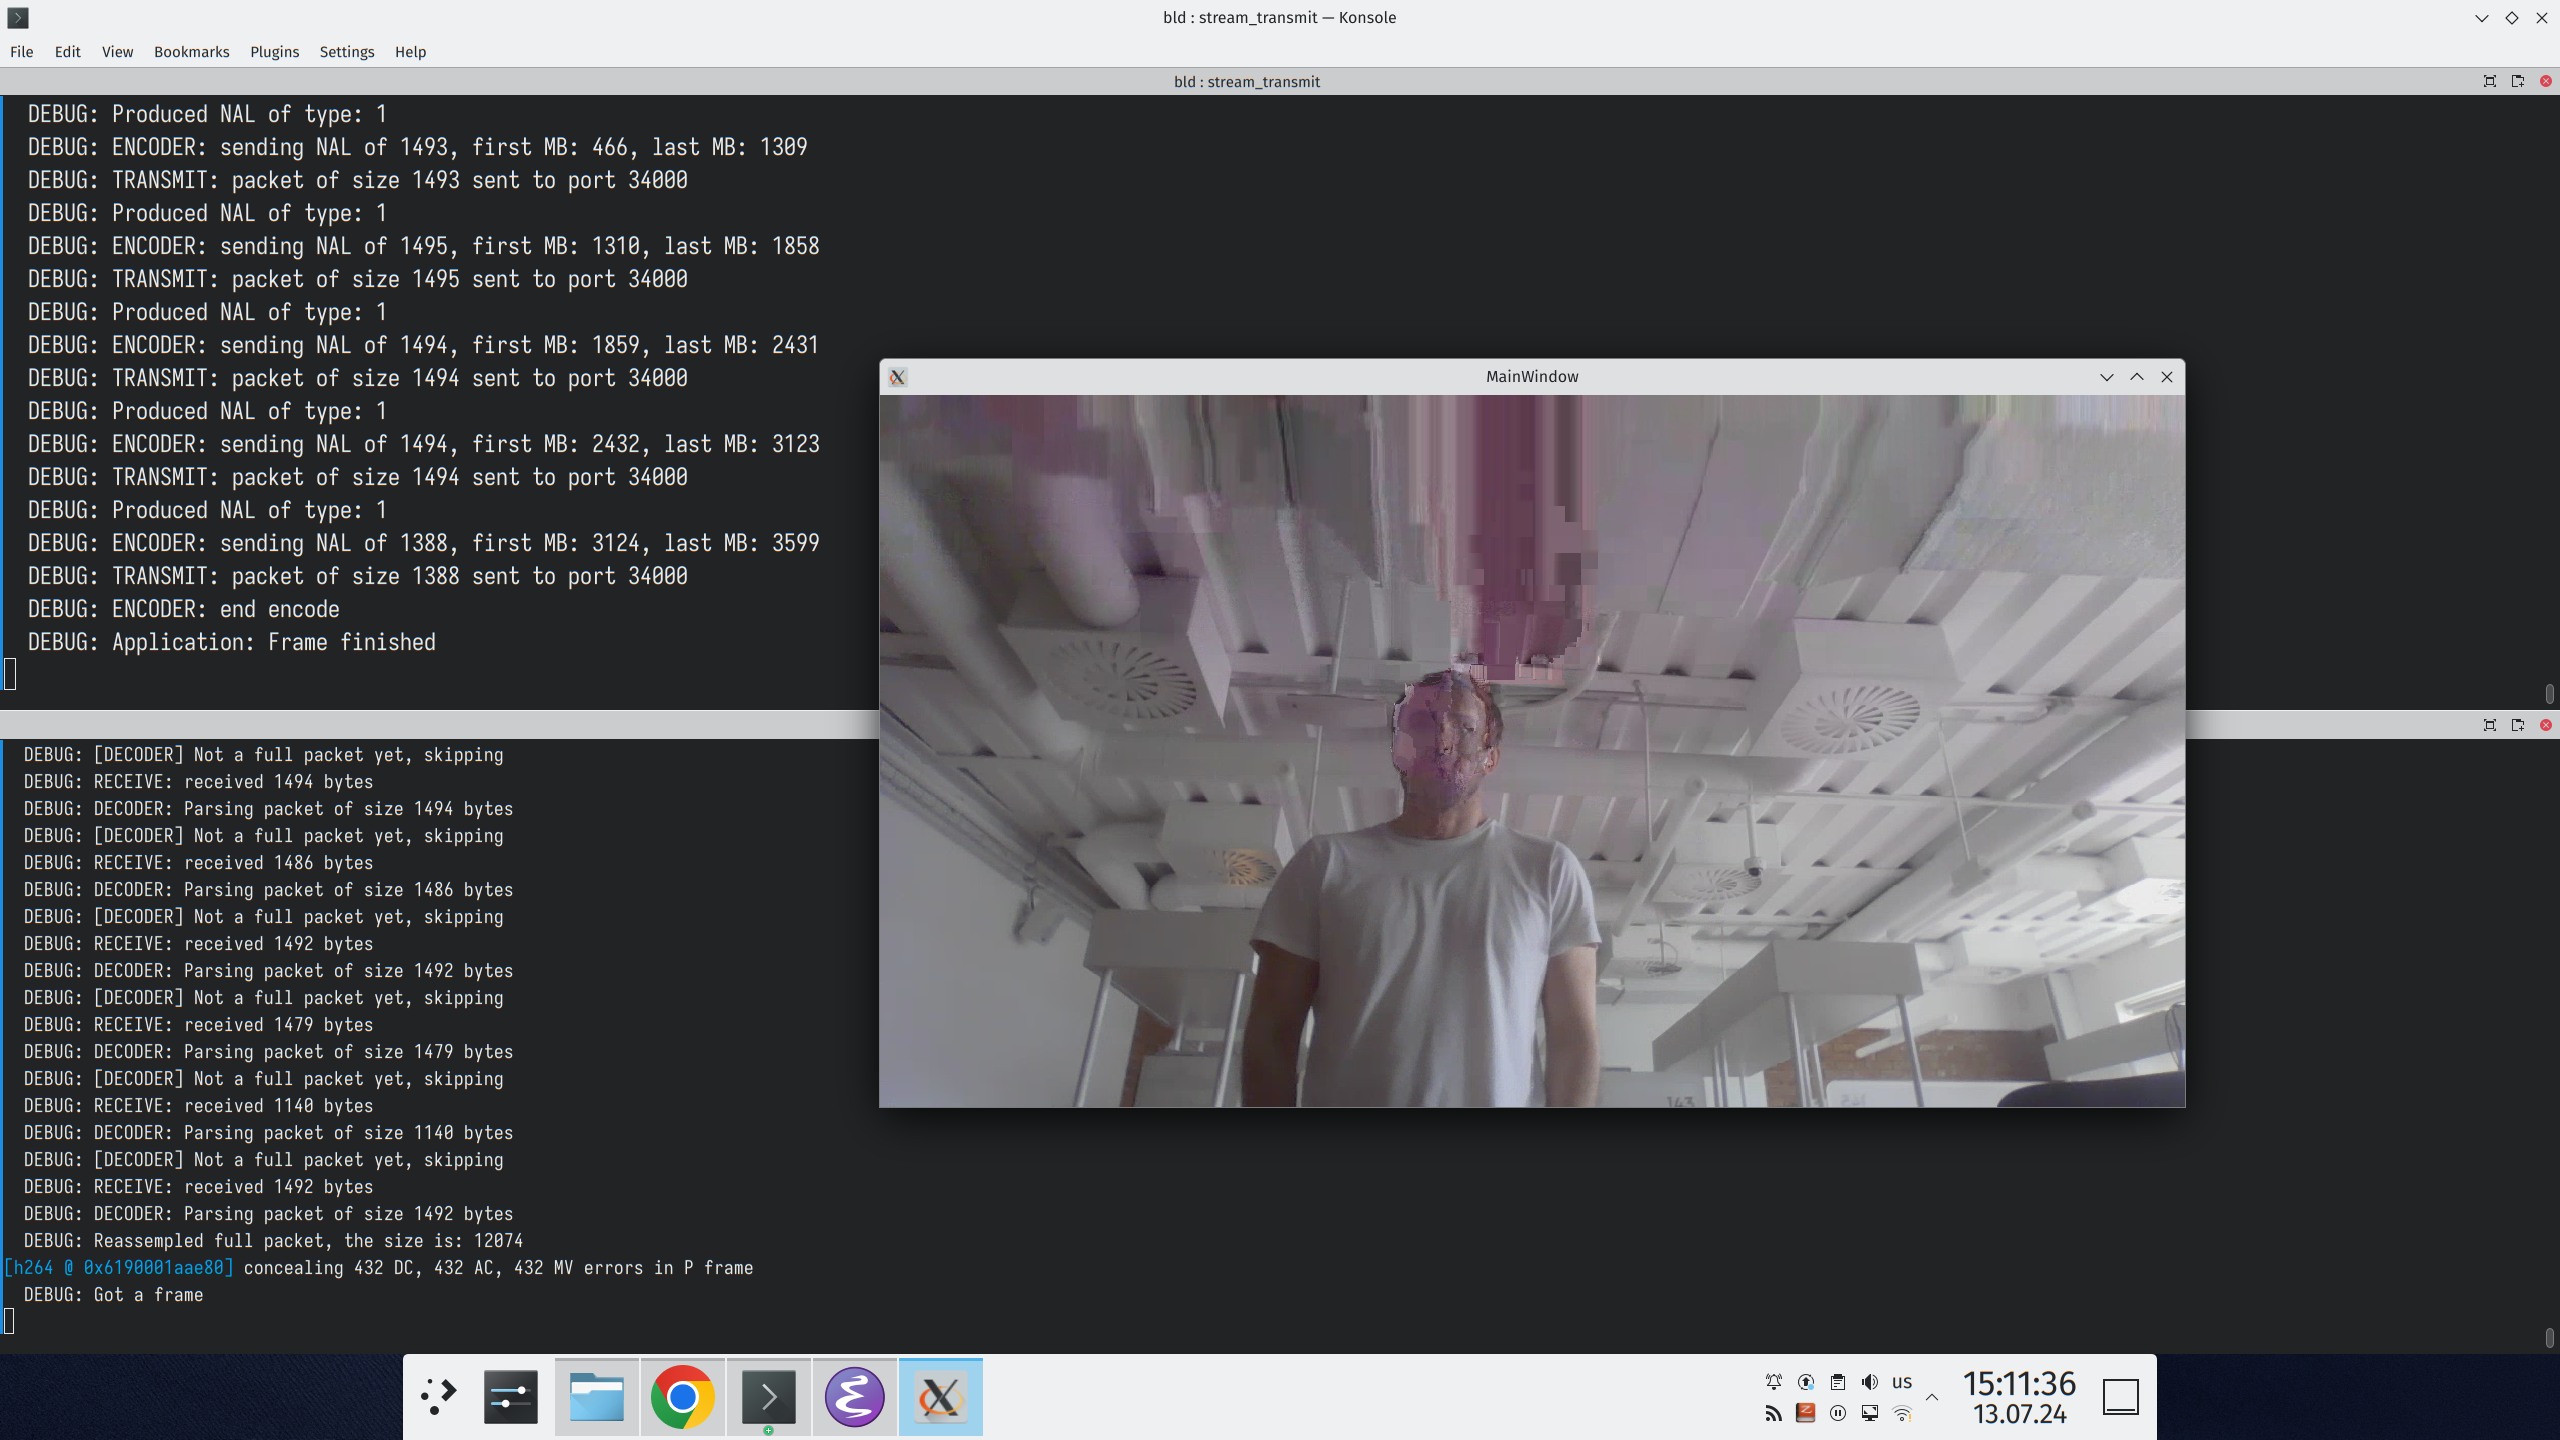 bld : stream_transmit — Konsole
File Edit View Bookmarks Plugins Settings Help
bld : stream_transmit
DEBUG: Produced NAL of type: 1
DEBUG: ENCODER: sending NAL of 1493, first MB: 466, last MB: 1309
DEBUG: TRANSMIT: packet of size 1493 sent to port 34000
DEBUG: Produced NAL of type: 1
DEBUG: ENCODER: sending NAL of 1495, first MB: 1310, last MB: 1858
DEBUG: TRANSMIT: packet of size 1495 sent to port 34000
DEBUG: Produced NAL of type: 1
DEBUG: ENCODER: sending NAL of 1494, first MB: 1859, last MB: 2431
DEBUG: TRANSMIT: packet of size 1494 sent to port 34000
DEBUG: Produced NAL of type: 1
DEBUG: ENCODER: sending NAL of 1494, first MB: 2432, last MB: 3123
DEBUG: TRANSMIT: packet of size 1494 sent to port 34000
DEBUG: Produced NAL of type: 1
DEBUG: ENCODER: sending NAL of 1388, first MB: 3124, last MB: 3599
DEBUG: TRANSMIT: packet of size 1388 sent to port 34000
DEBUG: ENCODER: end encode
DEBUG: Application: Frame finished
MainWindow
143
DEBUG: [DECODER] Not a full packet yet, skipping
DEBUG: RECEIVE: received 1494 bytes
DEBUG: DECODER: Parsing packet of size 1494 bytes
DEBUG: [DECODER] Not a full packet yet, skipping
DEBUG: RECEIVE: received 1486 bytes
DEBUG: DECODER: Parsing packet of size 1486 bytes
DEBUG: [DECODER] Not a full packet yet, skipping
DEBUG: RECEIVE: received 1492 bytes
DEBUG: DECODER: Parsing packet of size 1492 bytes
DEBUG: [DECODER] Not a full packet yet, skipping
DEBUG: RECEIVE: received 1479 bytes
DEBUG: DECODER: Parsing packet of size 1479 bytes
DEBUG: [DECODER] Not a full packet yet, skipping
DEBUG: RECEIVE: received 1140 bytes
DEBUG: DECODER: Parsing packet of size 1140 bytes
DEBUG: [DECODER] Not a full packet yet, skipping
DEBUG: RECEIVE: received 1492 bytes
DEBUG: DECODER: Parsing packet of size 1492 bytes
DEBUG: Reassempled full packet, the size is: 12074
[h264 @ 0x6190001aae80] concealing 432 DC, 432 AC, 432 MV errors in P frame
DEBUG: Got a frame
us
15:11:36
13.07.24